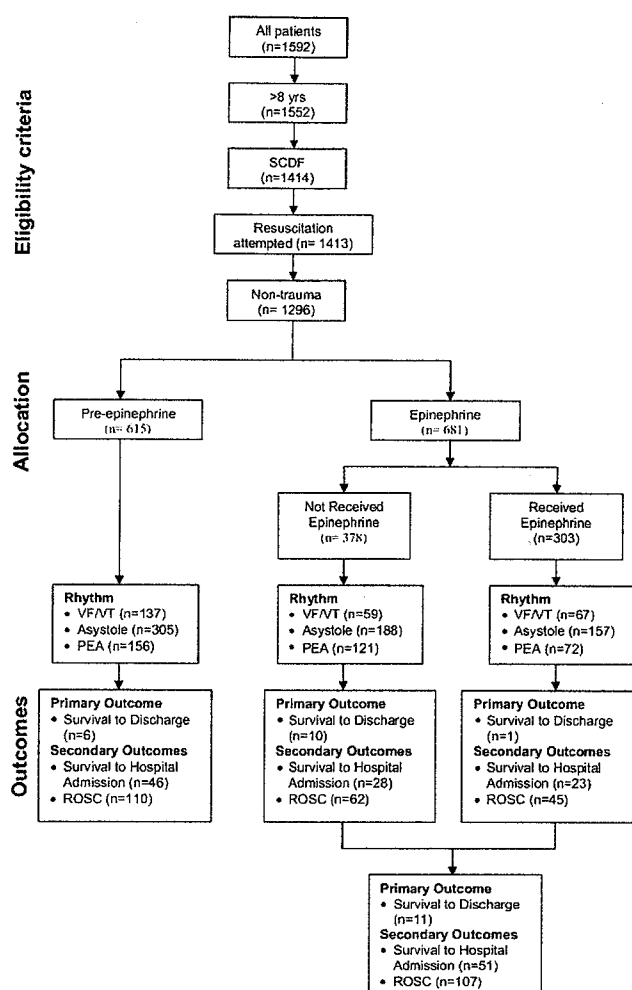 All patients
(n=1592)
>8 yrs
(n=1552)
SCDF
(n=1414)
Resuscitation
attempted (n= 1413)
Non-trauma
(n= 1296)
Eligibility criteria
Allocation
Pre-epinephrine
(n= 615)
Epinephrine
(n= 681)
Not Received
Epinephrine
(n= 378)
Received
Epinephrine
(n=303)
Rhythm
• VF/VT (n=137)
• Asystole (n=305)
• PEA (n=156)
Rhythm
• VF/VT (n=59)
• Asystole (n=188)
• PEA (n=121)
Rhythm
• VF/VT (n=67)
• Asystole (n=157)
• PEA (n=72)
Outcomes
Primary Outcome
• Survival to Discharge
(n=6)
Secondary Outcomes
• Survival to Hospital
Admission (n=46)
• ROSC (n=110)
Primary Outcome
• Survival to Discharge
(n=10)
Secondary Outcomes
• Survival to Hospital
Admission (n=28)
• ROSC (n=62)
Primary Outcome
• Survival to Discharge
(n=1)
Secondary Outcomes
• Survival to Hospital
Admission (n=23)
• ROSC (n=45)
Primary Outcome
• Survival to Discharge
(n=11)
Secondary Outcomes
• Survival to Hospital
Admission (n=51)
• ROSC (n=107)